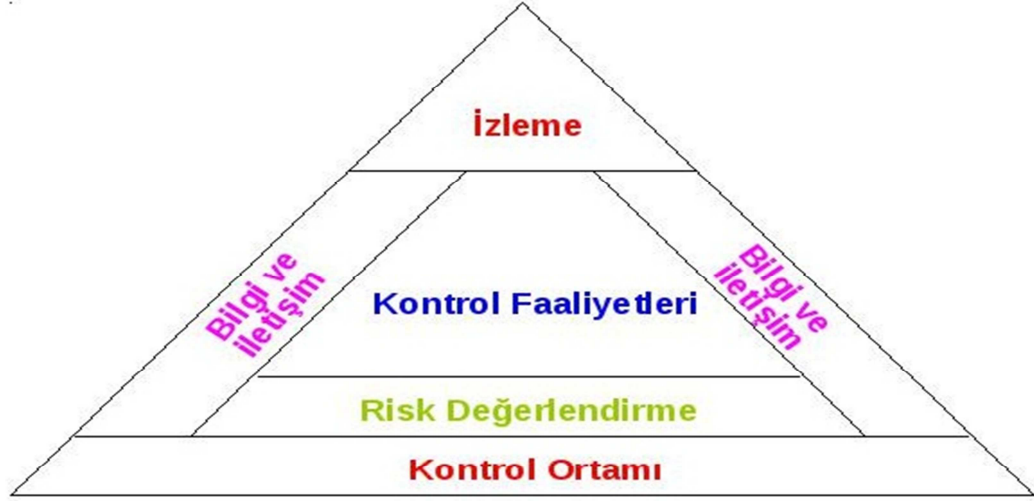 İzleme
Bilgi ve
iletişim
Bilgi ve
iletişim
Kontrol Faaliyetleri
Risk Değerlendirme
Kontrol Ortamı